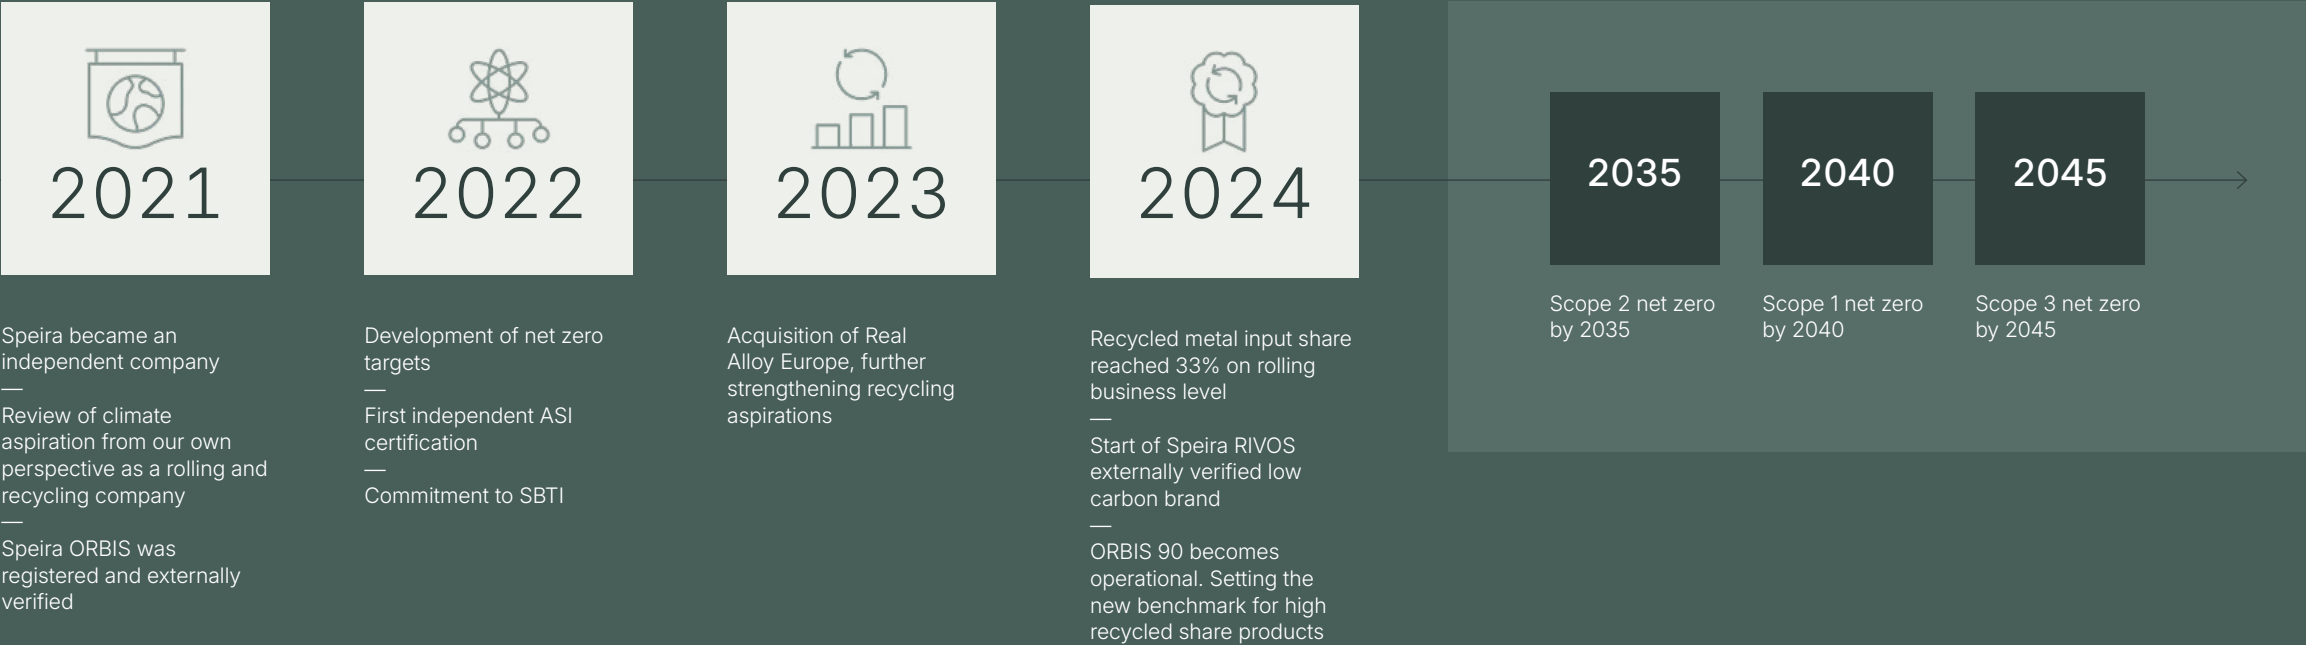 2021
Speira became an
independent company
—
Review of climate
aspiration from our own
perspective as a rolling and
recycling company
—
Speira ORBIS was
registered and externally
verified
2022
Development of net zero
targets
—
First independent ASI
certification
—
Commitment to SBTI
2023
Acquisition of Real
Alloy Europe, further
strengthening recycling
aspirations
2024
Recycled metal input share
reached 33% on rolling
business level
—
Start of Speira RIVOS
externally verified low
carbon brand
—
ORBIS 90 becomes
operational. Setting the
new benchmark for high
recycled share products
2035
Scope 2 net zero
by 2035
2040
Scope 1 net zero
by 2040
2045
Scope 3 net zero
by 2045